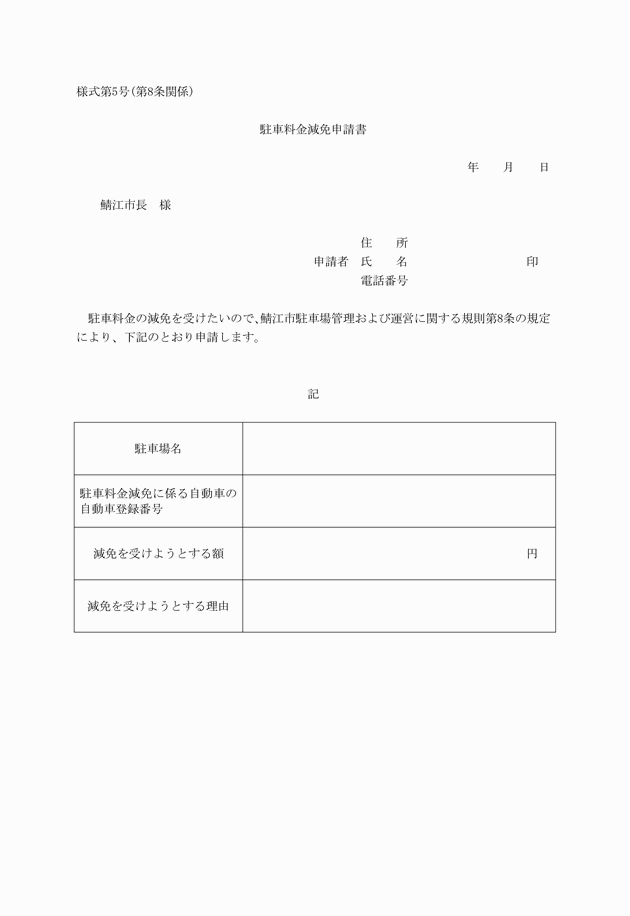 様式第5号(第8条関係)
駐車料金減免申請書
年　　月　　日
鯖江市長　様
住　　所
申請者　氏　　名　　　　　　　　　　印
電話番号
駐車料金の減免を受けたいので、鯖江市駐車場管理および運営に関する規則第8条の規定
により、下記のとおり申請します。
記
駐車場名
駐車料金減免に係る自動車の
自動車登録番号
減免を受けようとする額　　　　円
減免を受けようとする理由